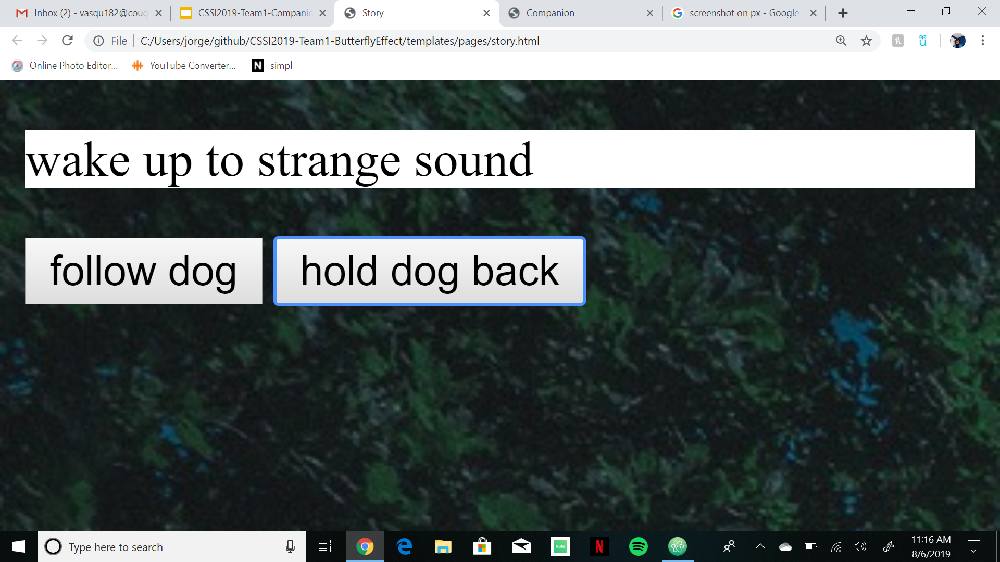 Inbox (2) - vasqu182@coug
CSSI2019-Team1-Companic
Story
Companion
screenshot on px - Google
File
C:/Users/jorge/github/CSSI2019-Team1-ButterflyEffect/templates/pages/story.html
Online Photo Editor...
YouTube Converter...
N simpl
wake up to strange sound
follow dog
hold dog back
Type here to search
hulu
N
11:16 AM
8/6/2019